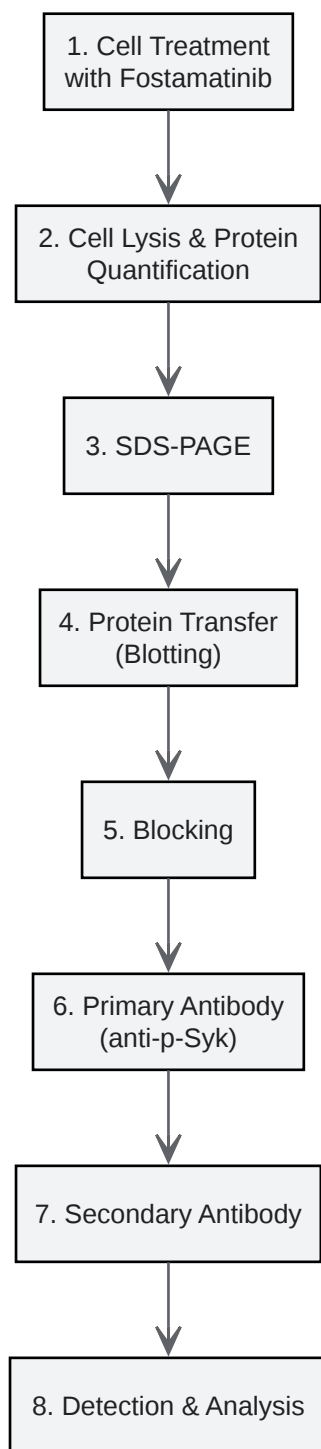 1. Cell Treatment
with Fostamatinib
2. Cell Lysis & Protein
Quantification
3. SDS-PAGE
4. Protein Transfer
(Blotting)
5. Blocking
6. Primary Antibody
(anti-p-Syk)
7. Secondary Antibody
8. Detection & Analysis